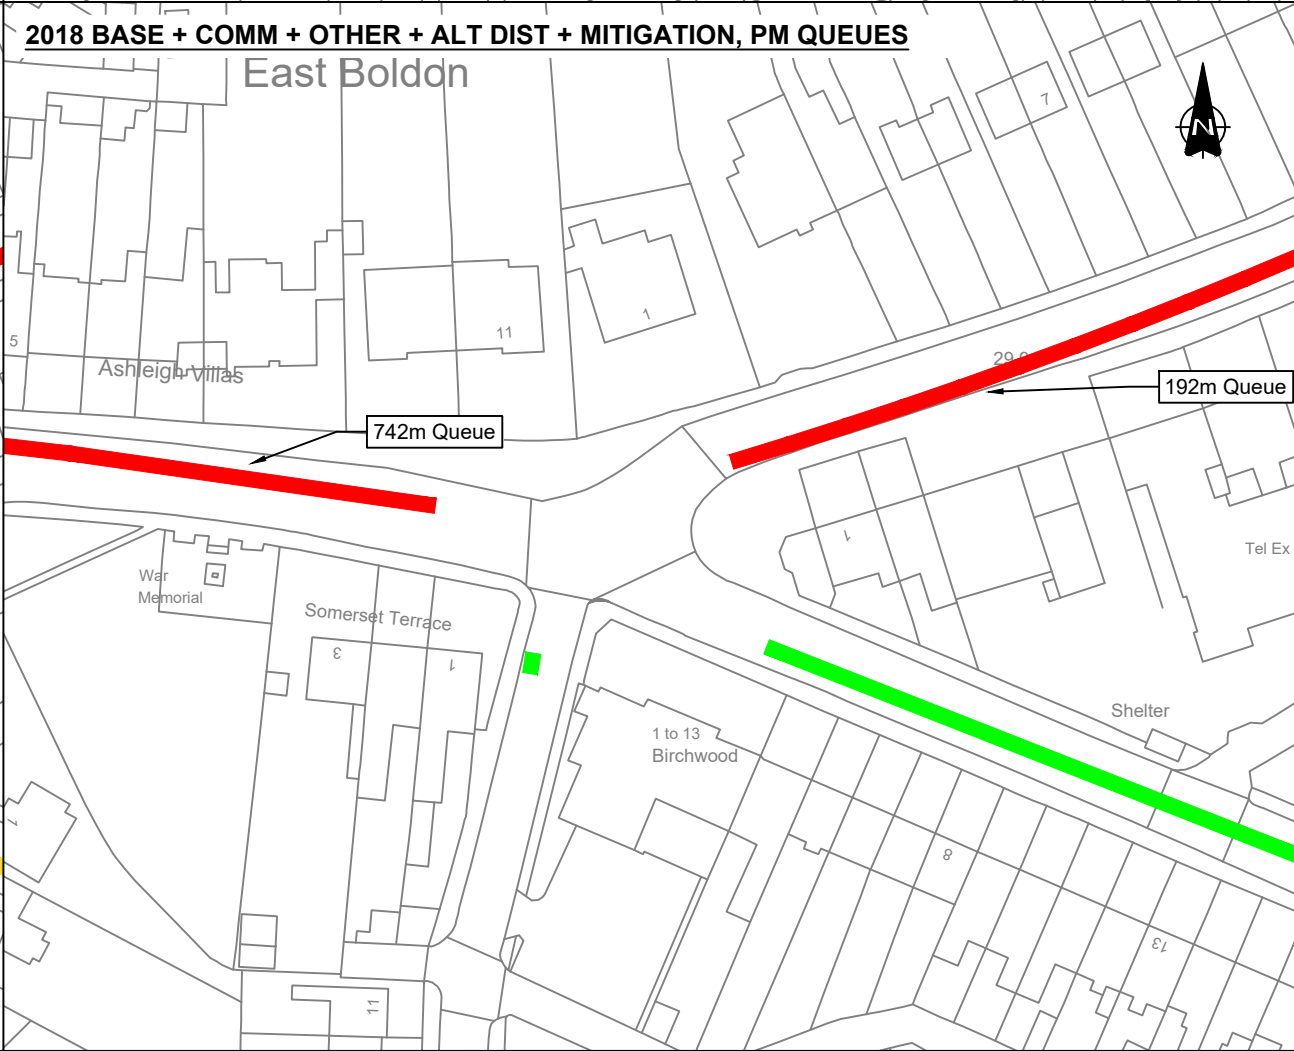 2018 BASE + COMM + OTHER + ALT DIST + MITIGATION, PM QUEUES
East Boldon
7
N
1
11
5
Ashleigh Villas
192m Queue
742m Queue
1
Tel Ex
War
Memorial
Somerset Terrace
3
1
Shelter
1 to 13
Birchwood
1
8
13
11